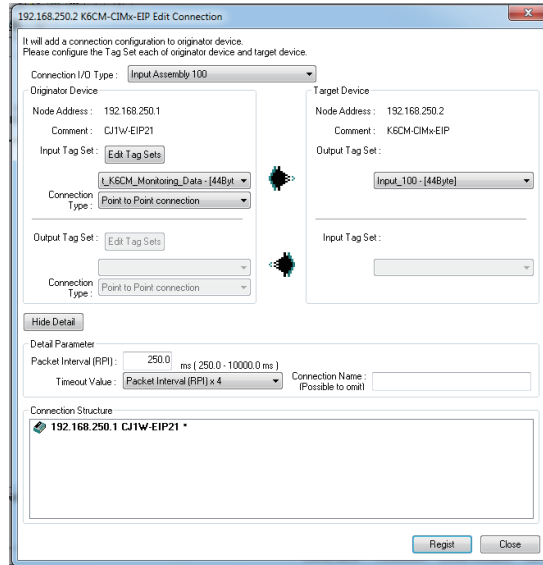 192.168.250.2 K6CM-CIMx-EIP Edit Connection
It will add a connection configuration to originator device.
Please configure the Tag Set each of originator device and target device.
Connection I/O Type : Input Assembly 100
Originator Device
Node Address : 192.168.250.1
Comment : CJ1W-EIP21
Input Tag Set : Edit Tag Sets
t_K6CM_Monitoring_Data - [44Byt
Connection Type : Point to Point connection
Output Tag Set : Edit Tag Sets
Connection Type : Point to Point connection
Target Device
Node Address : 192.168.250.2
Comment : K6CM-CIMx-EIP
Output Tag Set :
Input_100 - [44Byte]
Input Tag Set :
Hide Detail
Detail Parameter
Packet Interval (RPI) : 250.0 ms ( 250.0 - 10000.0 ms )
Timeout Value : Packet Interval (RPI) x 4
Connection Name :
(Possible to omit)
Connection Structure
192.168.250.1 CJ1W-EIP21 *
Regist Close